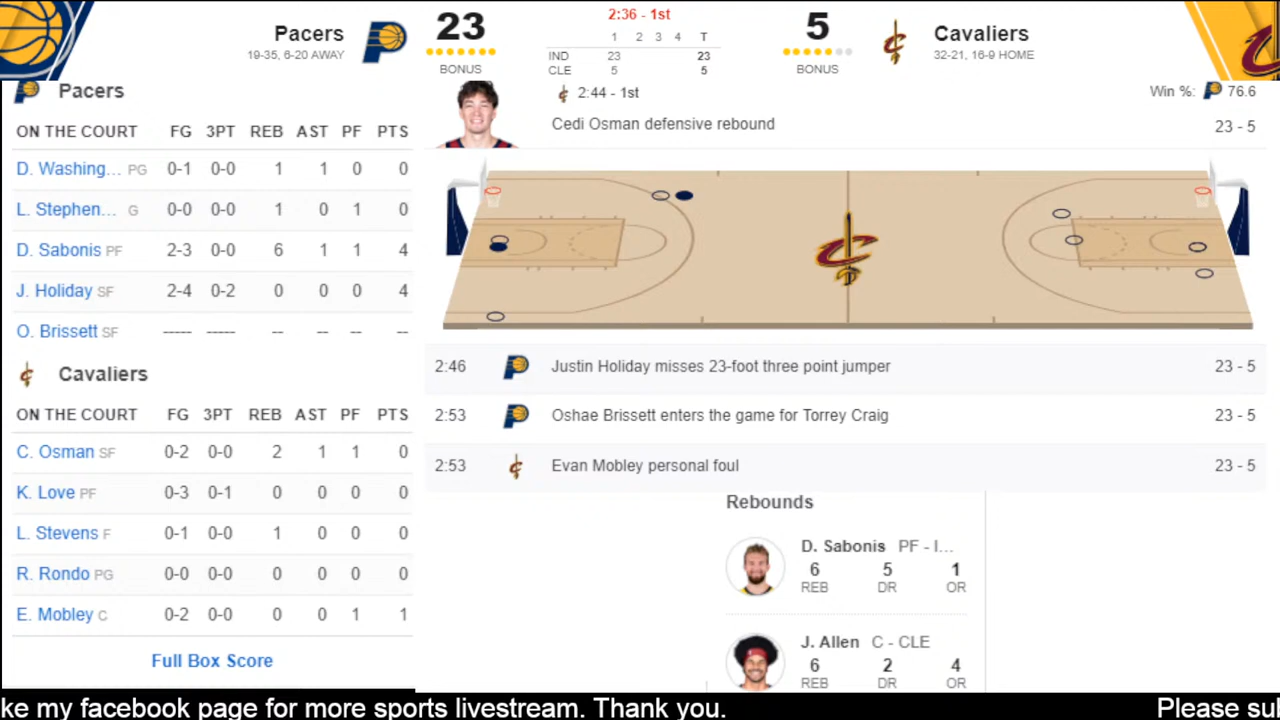 Pacers
19-35, 6-20 AWAY
23
BONUS
2:36 - 1st
1 2 3 4 T
IND 23 23
CLE 5 5
5
BONUS
Cavaliers
32-21, 16-9 HOME
Pacers
ON THE COURT FG 3PT REB AST PF PTS
D. Washing... PG 0-1 0-0 1 1 0 0
L. Stephen... G 0-0 0-0 1 0 1 0
D. Sabonis PF 2-3 0-0 6 1 1 4
J. Holiday SF 2-4 0-2 0 0 0 4
O. Brissett SF ----- ----- -- -- -- --
Cavaliers
ON THE COURT FG 3PT REB AST PF PTS
C. Osman SF 0-2 0-0 2 1 1 0
K. Love PF 0-3 0-1 0 0 0 0
L. Stevens F 0-1 0-0 1 0 0 0
R. Rondo PG 0-0 0-0 0 0 0 0
E. Mobley C 0-2 0-0 0 0 1 1
Full Box Score
2:44 - 1st
Win %: 76.6
Cedi Osman defensive rebound 23 - 5
2:46 Justin Holiday misses 23-foot three point jumper 23 - 5
2:53 Oshae Brissett enters the game for Torrey Craig 23 - 5
2:53 Evan Mobley personal foul 23 - 5
Rebounds
D. Sabonis PF - I...
6 5 1
REB DR OR
J. Allen C - CLE
6 2 4
REB DR OR
ke my facebook page for more sports livestream. Thank you. Please sul